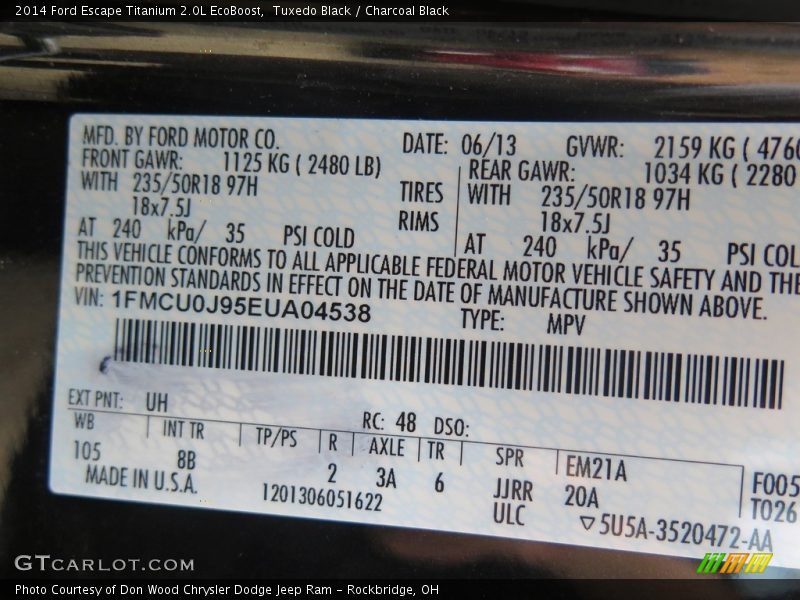 2014 Ford Escape Titanium 2.0L EcoBoost, Tuxedo Black / Charcoal Black
MFD. BY FORD MOTOR CO. DATE: 06/13 GVWR: 2159 KG ( 4760
FRONT GAWR: 1125 KG ( 2480 LB) REAR GAWR: 1034 KG ( 2280
WITH 235/50R18 97H TIRES WITH 235/50R18 97H
18x7.5J RIMS 18x7.5J
AT 240 kPa/ 35 PSI COLD AT 240 kPa/ 35 PSI COL
THIS VEHICLE CONFORMS TO ALL APPLICABLE FEDERAL MOTOR VEHICLE SAFETY AND THE
PREVENTION STANDARDS IN EFFECT ON THE DATE OF MANUFACTURE SHOWN ABOVE.
VIN: 1FMCU0J95EUA04538 TYPE: MPV
EXT PNT: UH RC: 48 DSO:
WB INT TR TP/PS R AXLE TR SPR EM21A F005
105 8B 2 3A 6 JJRR 20A T026
MADE IN U.S.A. 1201306051622 ULC ▽5U5A-3520472-AA
GTCARLOT.COM
Photo Courtesy of Don Wood Chrysler Dodge Jeep Ram – Rockbridge, OH